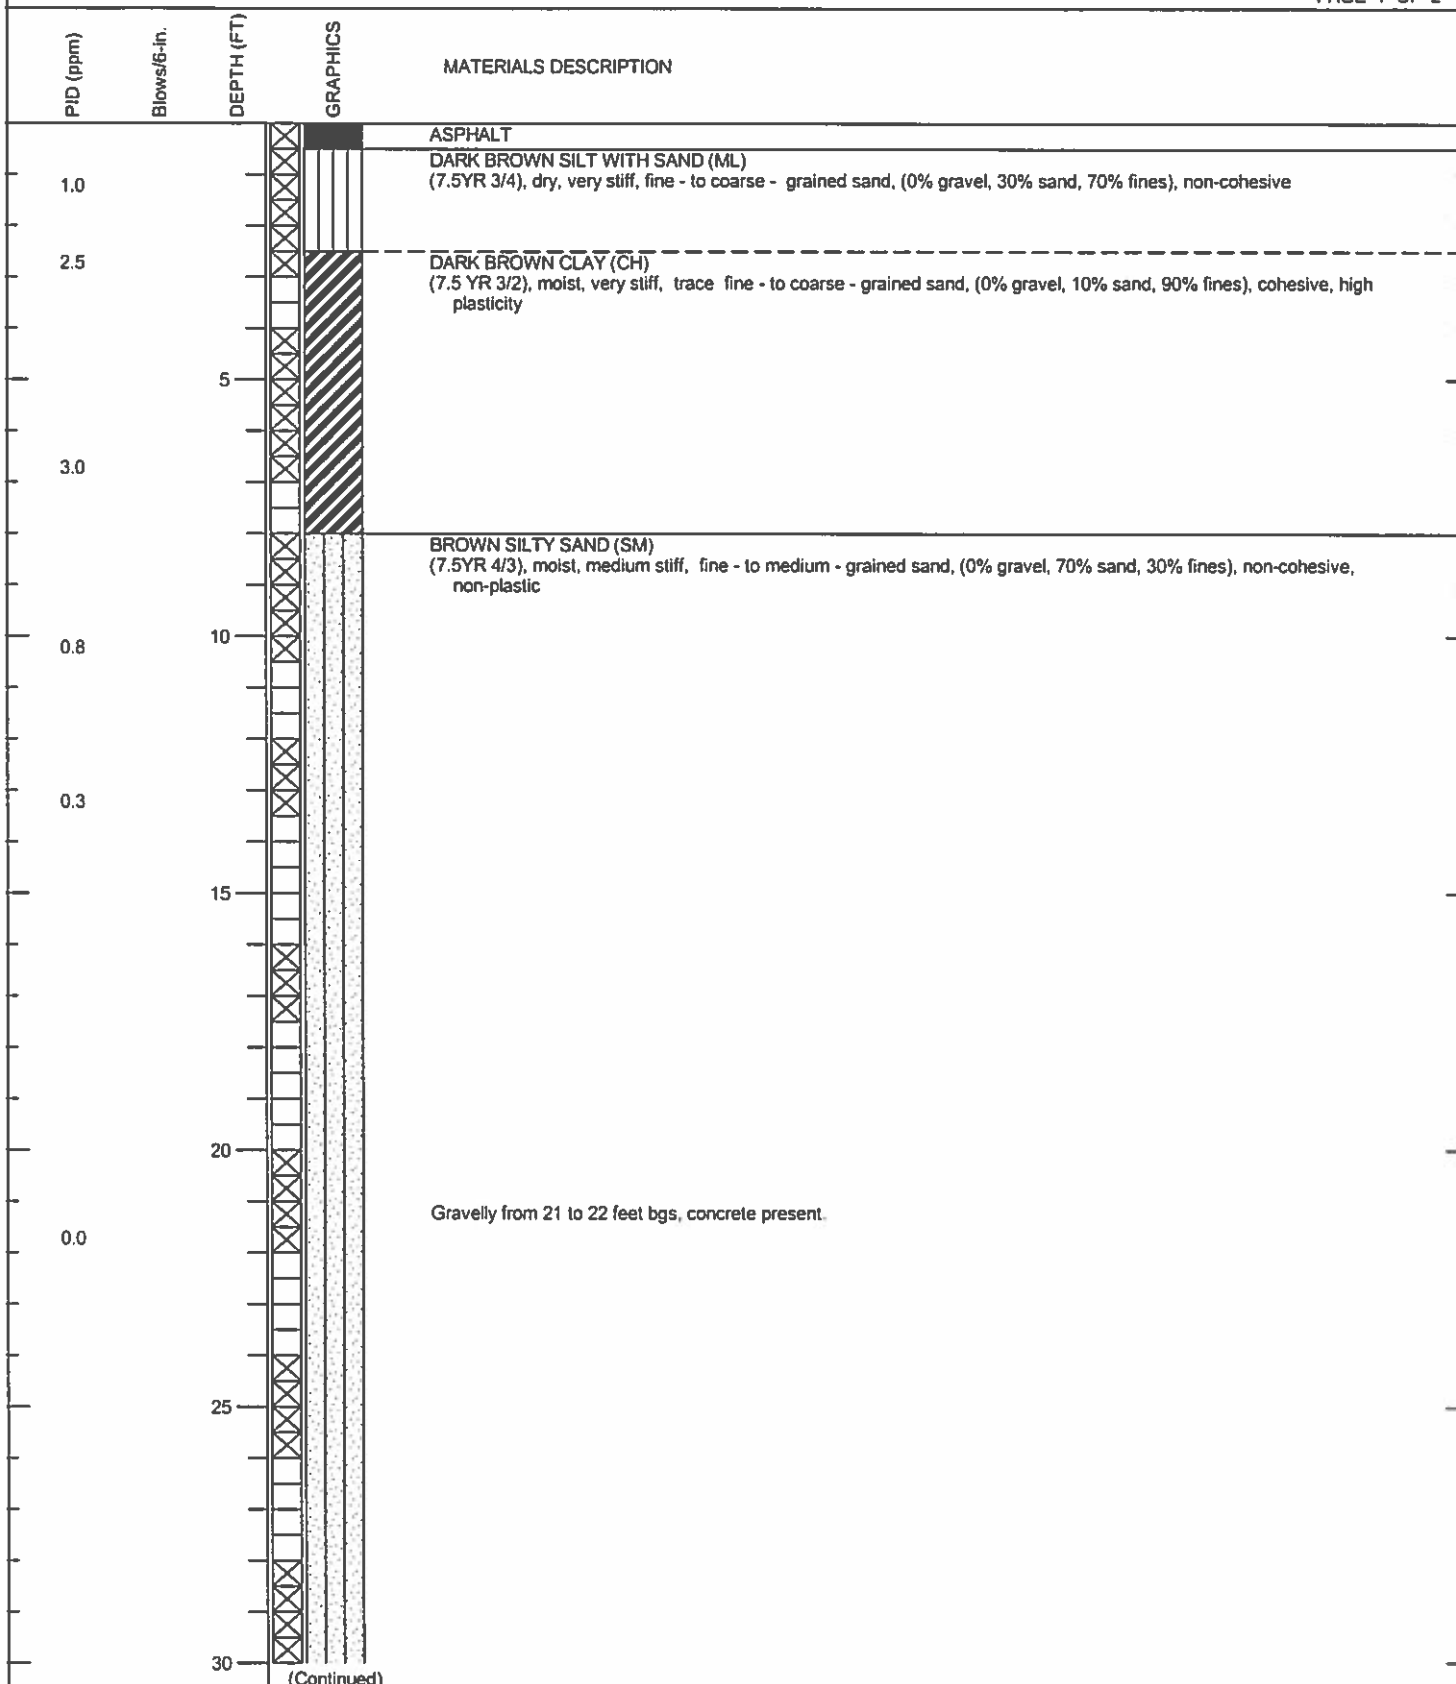 PID (ppm)
Blows/6-in.
DEPTH (FT)
GRAPHICS
MATERIALS DESCRIPTION
ASPHALT
DARK BROWN SILT WITH SAND (ML)
1.0
(7.5YR 3/4), dry, very stiff, fine - to coarse - grained sand, (0% gravel, 30% sand, 70% fines), non-cohesive
2.5
DARK BROWN CLAY (CH)
(7.5 YR 3/2), moist, very stiff, trace fine - to coarse - grained sand, (0% gravel, 10% sand, 90% fines), cohesive, high
plasticity
5
3.0
BROWN SILTY SAND (SM)
(7.5YR 4/3), moist, medium stiff, fine - to medium - grained sand, (0% gravel, 70% sand, 30% fines), non-cohesive,
non-plastic
10
0.8
0.3
15
20
Gravelly from 21 to 22 feet bgs, concrete present.
0.0
25
30
(Continued)